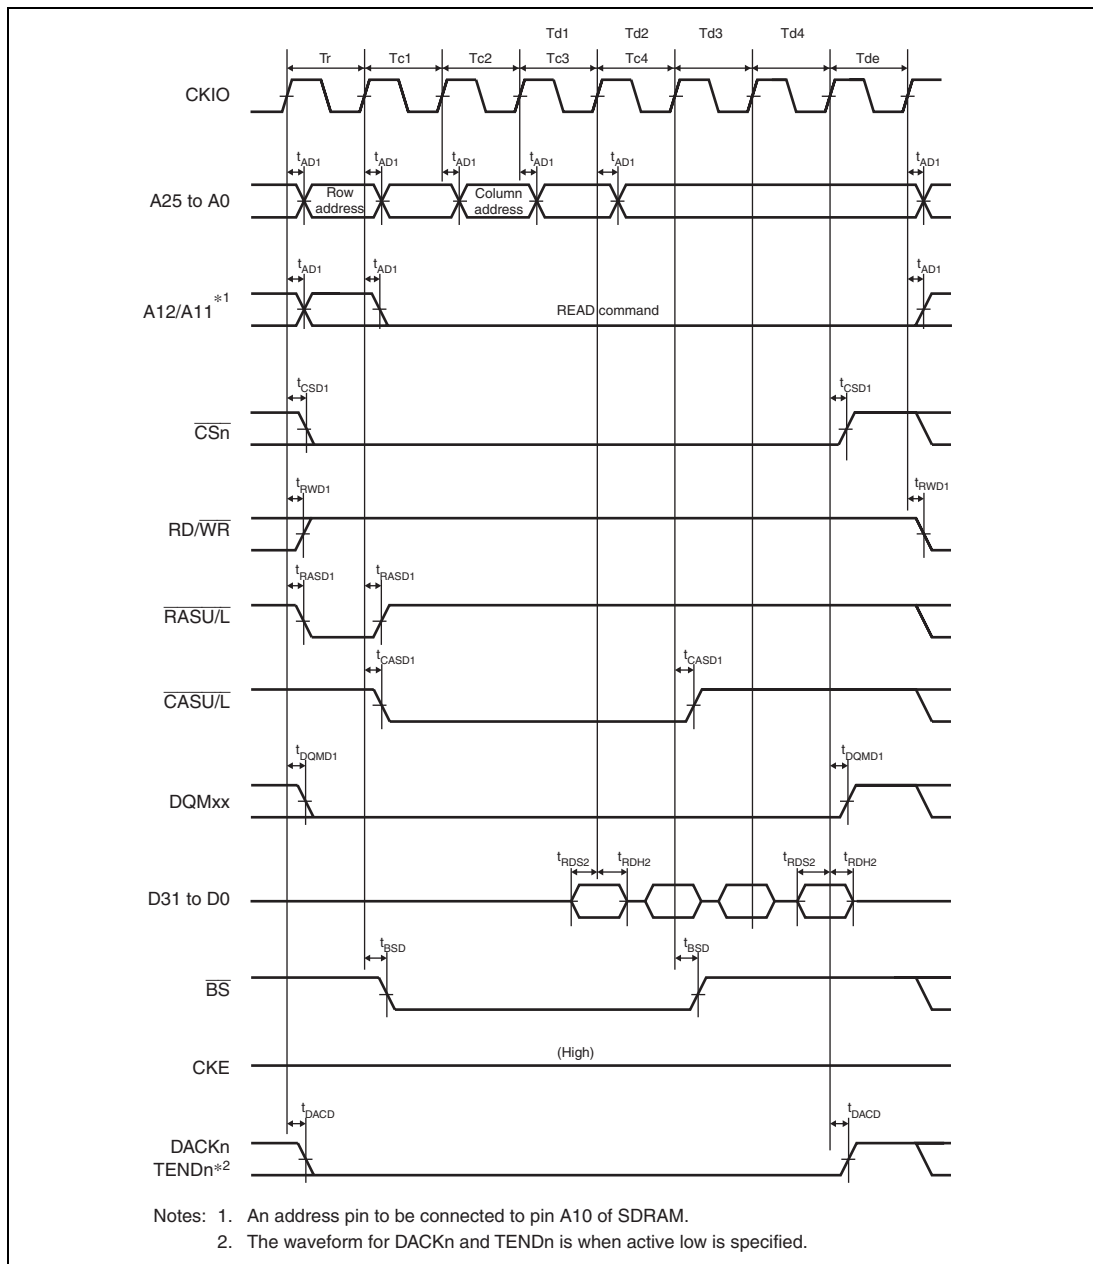 Td1 Td2 Td3 Td4
Tr Tc1 Tc2 Tc3 Tc4 Tde
CKIO
tAD1 tAD1 tAD1 tAD1 tAD1 tAD1
A25 to A0
Row address
Column address
tAD1 tAD1 tAD1
A12/A11*1
READ command
tCSD1 tCSD1
CSn
tRWD1 tRWD1
RD/WR
tRASD1 tRASD1
RASU/L
tCASD1 tCASD1
CASU/L
tDQMD1 tDQMD1
DQMxx
tRDS2 tRDH2 tRDS2 tRDH2
D31 to D0
tBSD tBSD
BS
(High)
CKE
tDACD tDACD
DACKn
TENDn*2
Notes: 1. An address pin to be connected to pin A10 of SDRAM.
2. The waveform for DACKn and TENDn is when active low is specified.